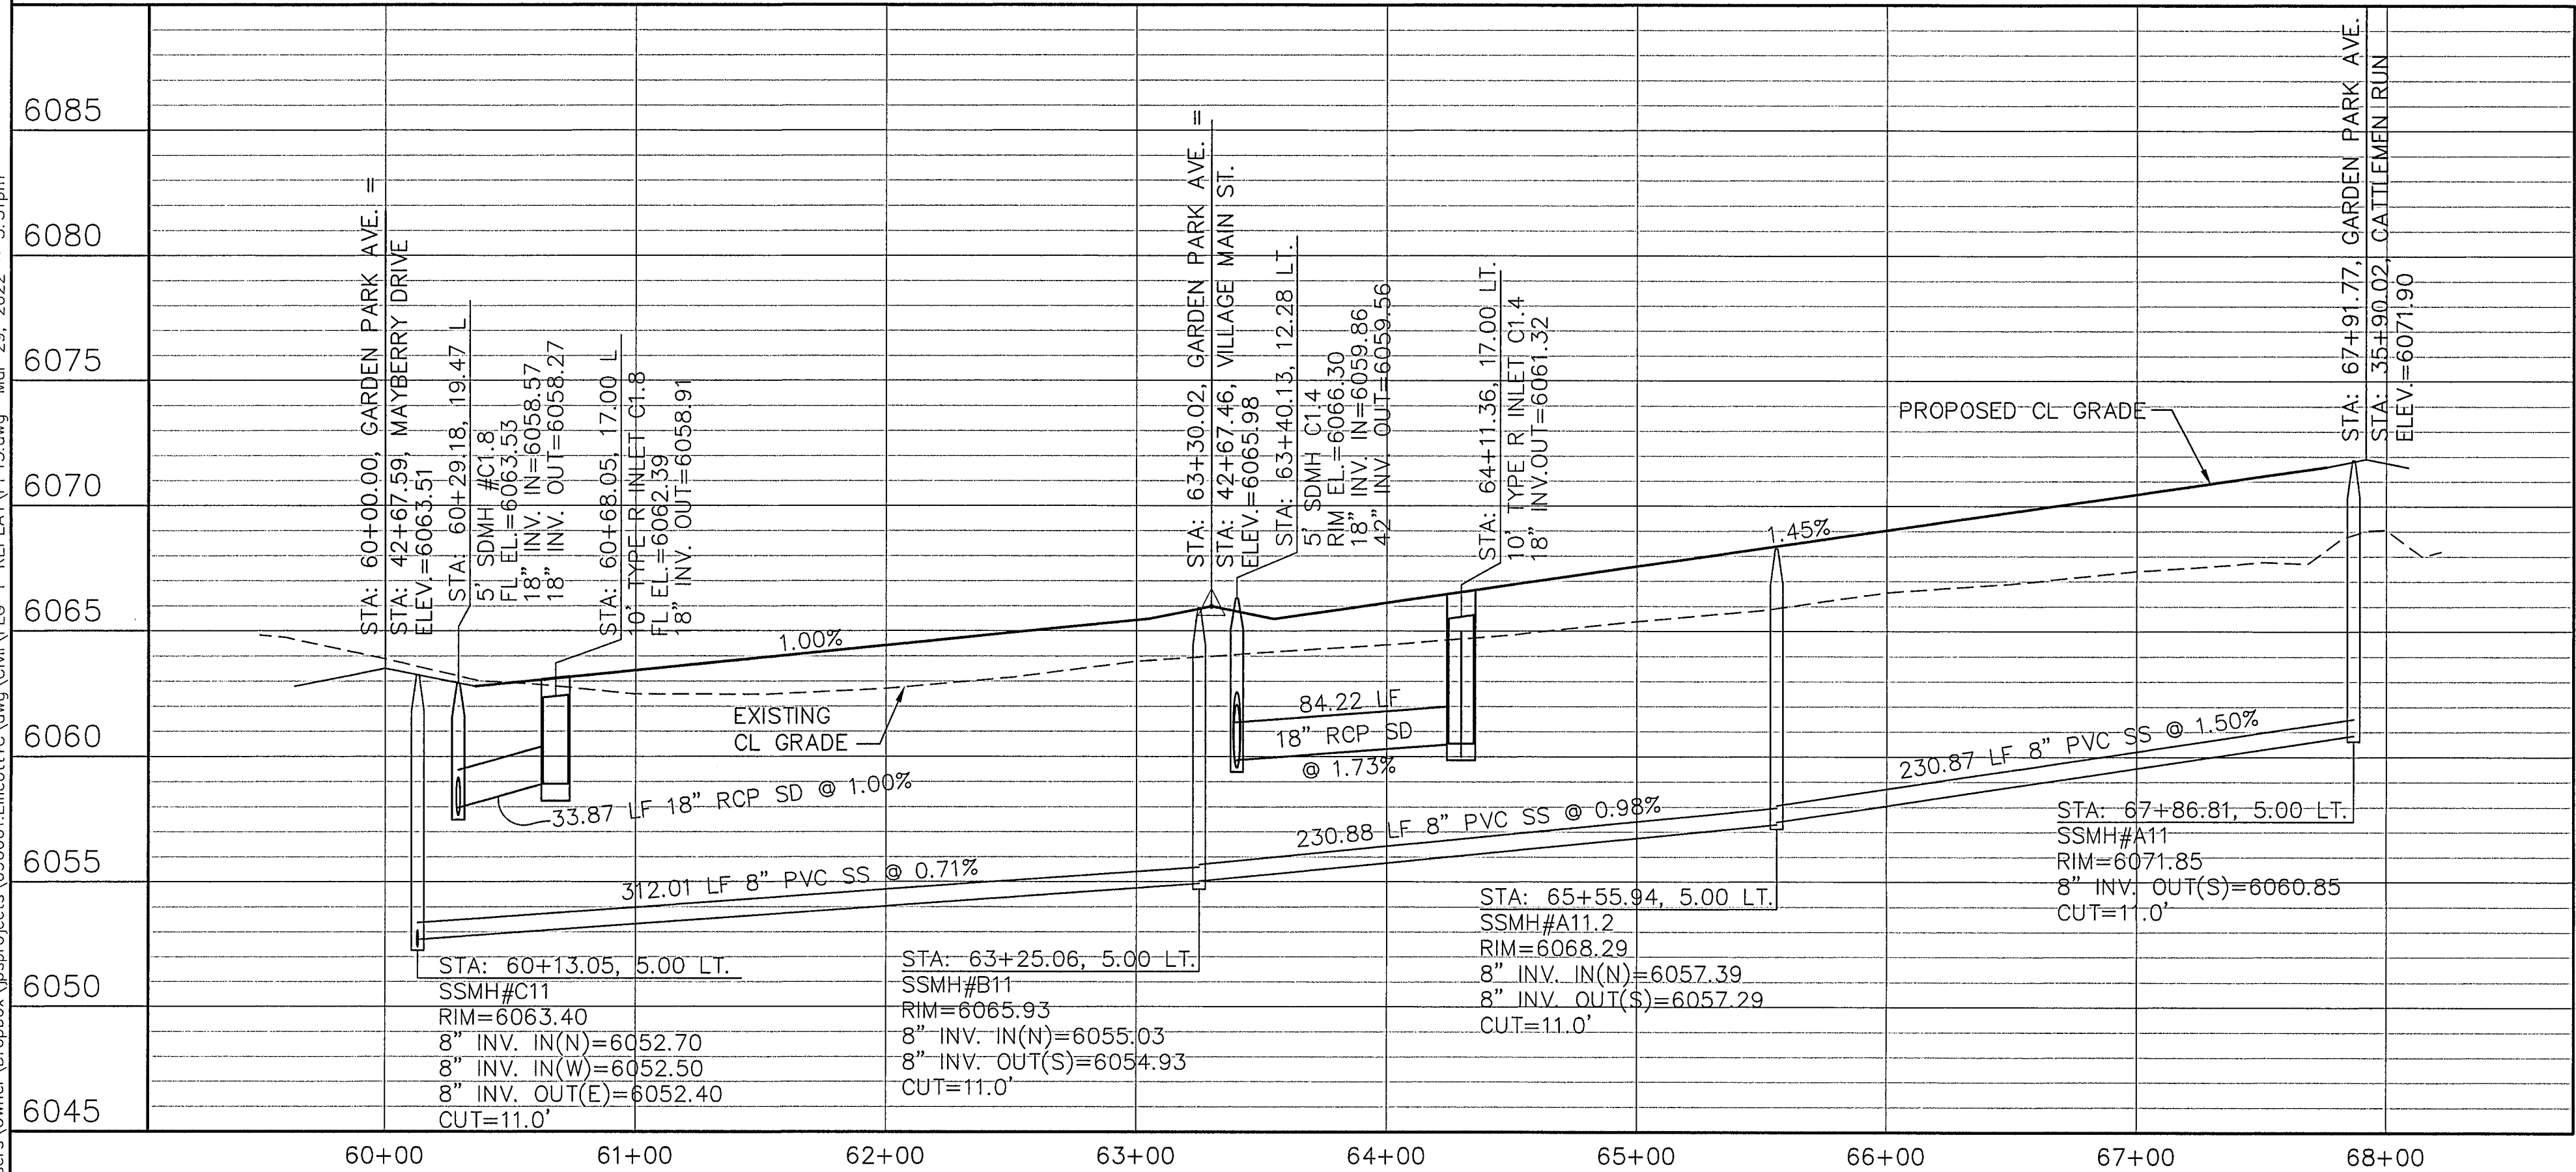 6085
6080
6075
6070
6065
6060
6055
6050
6045
STA: 60+00.00, GARDEN PARK AVE. =
STA: 42+67.59, MAYBERRY DRIVE
ELEV.=6063.51
STA: 60+29.18, 19.47 L
5' SDMH #C1.8
FL EL.=6063.53
18" INV. IN=6058.57
18" INV. OUT=6058.27
STA: 60+68.05, 17.00 L
10' TYPE R INLET C1.8
FL EL.=6062.39
18" INV. OUT=6058.91
STA: 63+30.02, GARDEN PARK AVE. =
STA: 42+67.46, VILLAGE MAIN ST.
ELEV.=6065.98
STA: 63+40.13, 12.28 LT.
5' SDMH C1.4
RIM EL.=6066.30
18" INV. IN=6059.86
42" INV. OUT=6059.56
STA: 64+11.36, 17.00 LT.
10' TYPE R INLET C1.4
18" INV.OUT=6061.32
STA: 67+91.77, GARDEN PARK AVE.
STA: 35+90.02, CATTLEMEN RUN
ELEV.=6071.90
PROPOSED CL GRADE
1.45%
1.00%
EXISTING
CL GRADE
84.22 LF
18" RCP SD
@ 1.73%
33.87 LF 18" RCP SD @ 1.00%
230.87 LF 8" PVC SS @ 1.50%
230.88 LF 8" PVC SS @ 0.98%
312.01 LF 8" PVC SS @ 0.71%
STA: 60+13.05, 5.00 LT.
SSMH#C11
RIM=6063.40
8" INV. IN(N)=6052.70
8" INV. IN(W)=6052.50
8" INV. OUT(E)=6052.40
CUT=11.0'
STA: 63+25.06, 5.00 LT.
SSMH#B11
RIM=6065.93
8" INV. IN(N)=6055.03
8" INV. OUT(S)=6054.93
CUT=11.0'
STA: 65+55.94, 5.00 LT.
SSMH#A11.2
RIM=6068.29
8" INV. IN(N)=6057.39
8" INV. OUT(S)=6057.29
CUT=11.0'
STA: 67+86.81, 5.00 LT.
SSMH#A11
RIM=6071.85
8" INV. OUT(S)=6060.85
CUT=11.0'
60+00 61+00 62+00 63+00 64+00 65+00 66+00 67+00 68+00